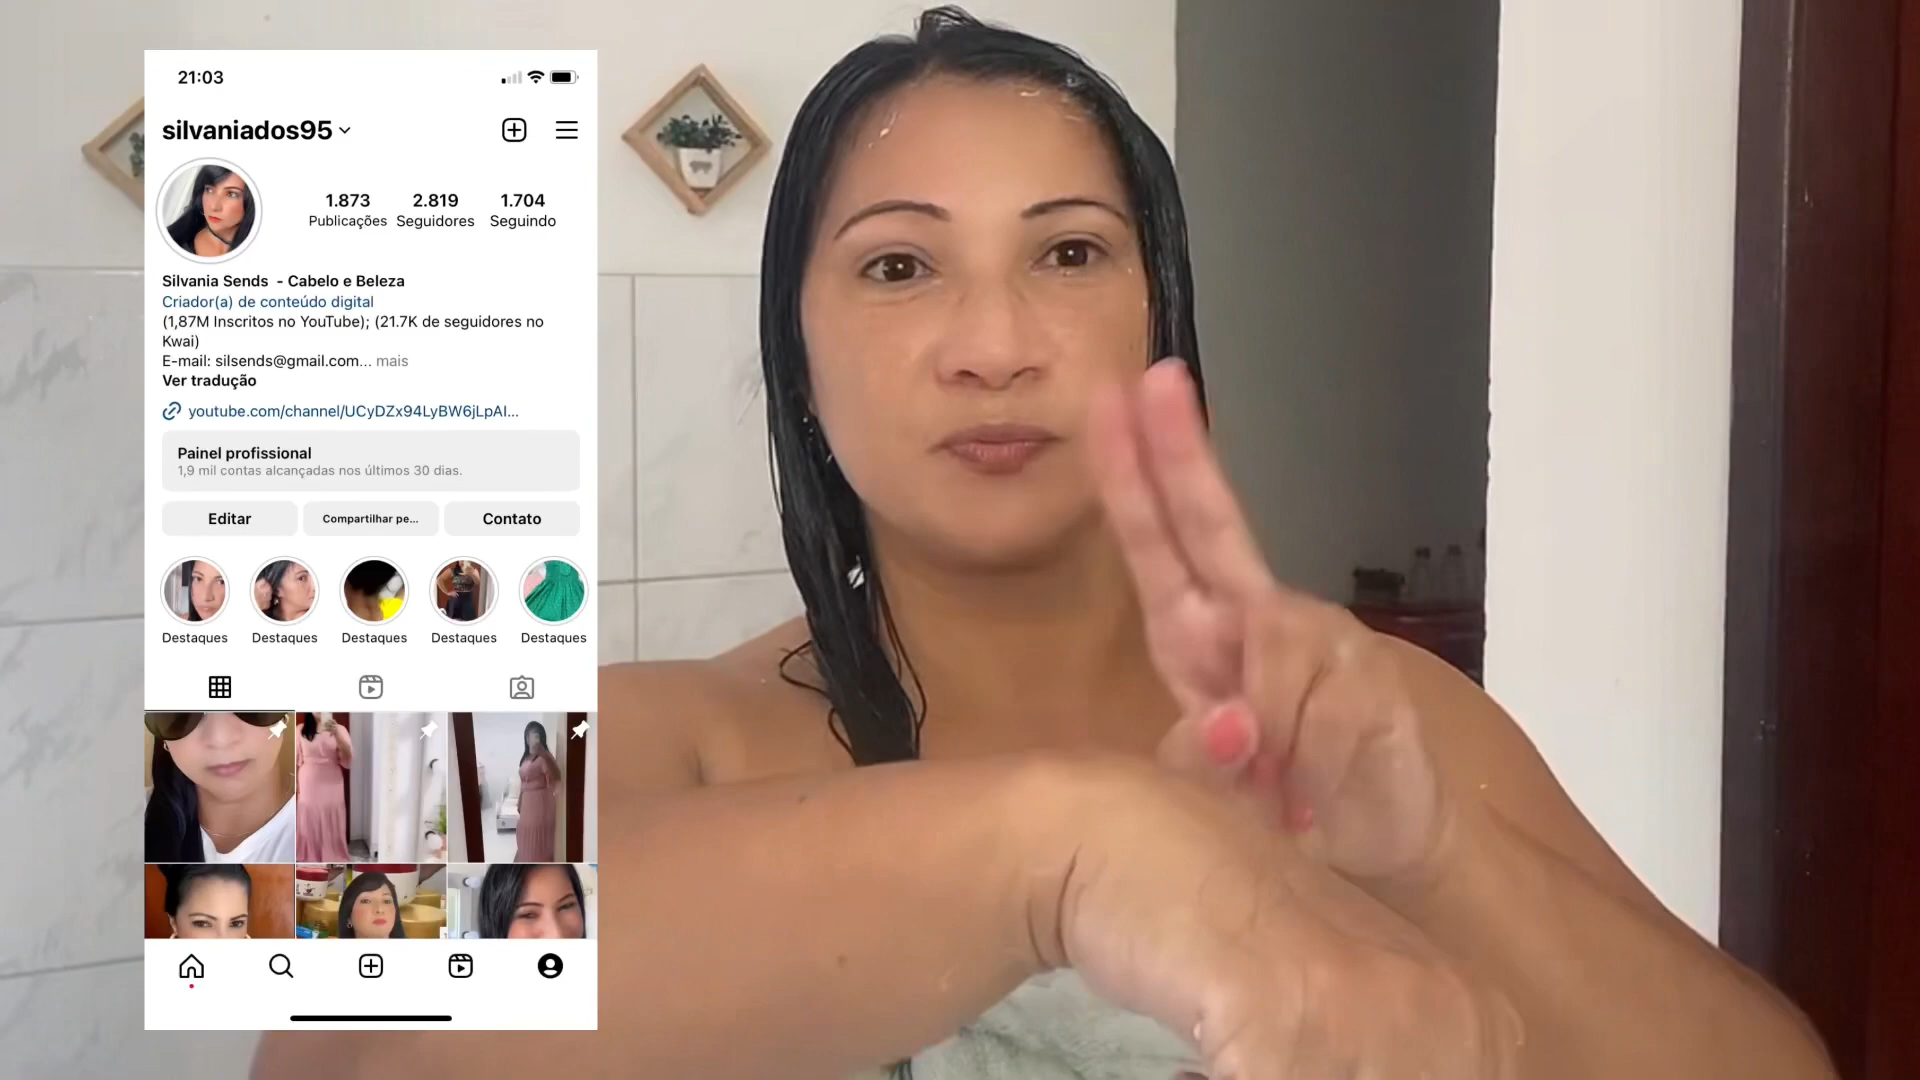 21:03
silvaniados95
1.873
Publicações
2.819
Seguidores
1.704
Seguindo
Silvania Sends - Cabelo e Beleza
Criador(a) de conteúdo digital
(1,87M Inscritos no YouTube); (21.7K de seguidores no
Kwai)
E-mail: silsends@gmail.com... mais
Ver tradução
youtube.com/channel/UCyDZx94LyBW6jLpAI...
Painel profissional
1,9 mil contas alcançadas nos últimos 30 dias.
Editar
Compartilhar pe...
Contato
Destaques
Destaques
Destaques
Destaques
Destaques